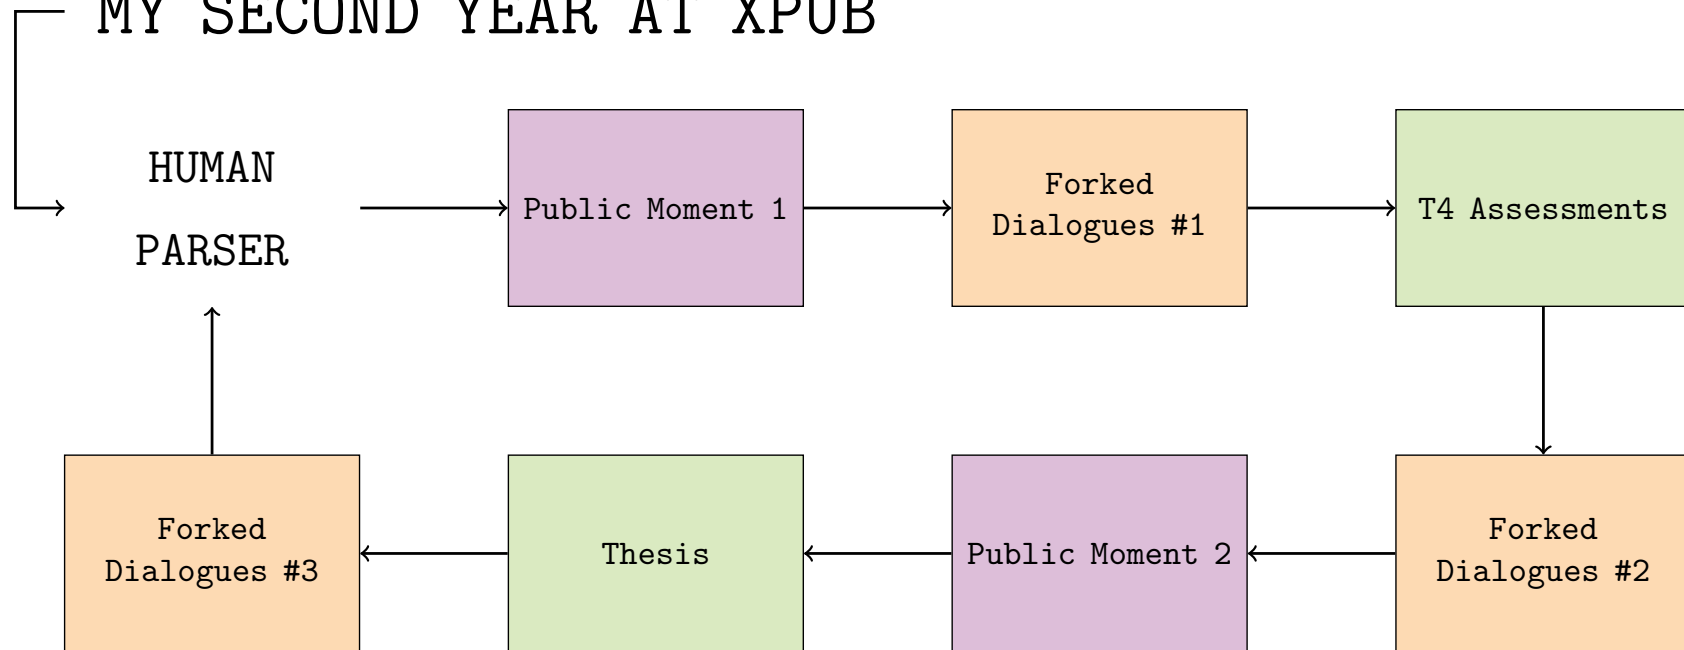 MY SECOND YEAR AT XPUB
HUMAN
PARSER
Public Moment 1
Forked
Dialogues #1
T4 Assessments
Forked
Dialogues #3
Thesis
Public Moment 2
Forked
Dialogues #2